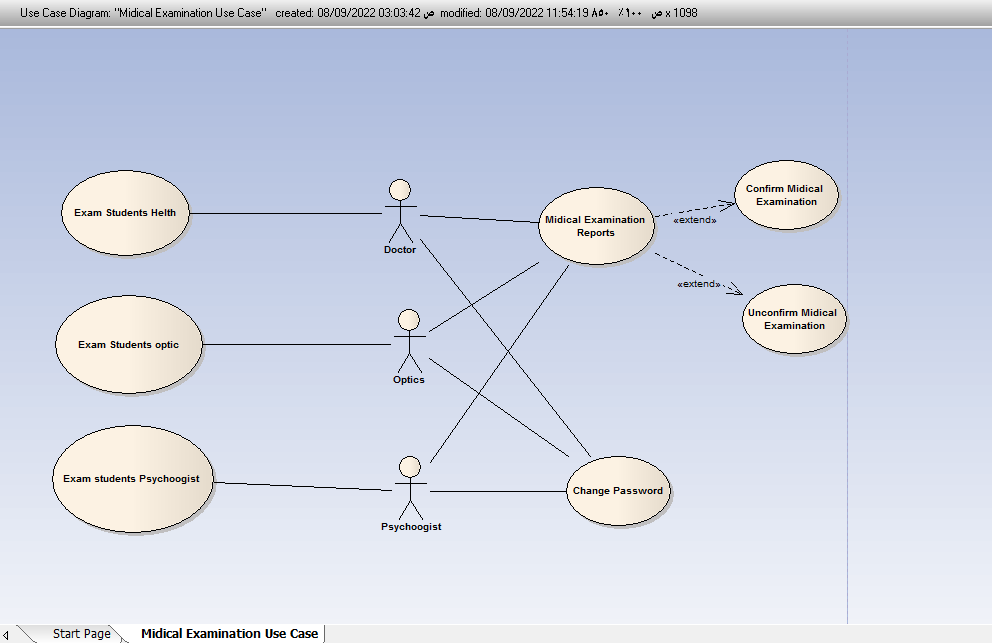 Use Case Diagram: "Midical Examination Use Case"   created: 08/09/2022 03:03:42 ص  modified: 08/09/2022 11:54:19 ص   ١٠٠٪   ٨٥٠ x 1098
Exam Students Helth
Doctor
Midical Examination
Reports
«extend»
Confirm Midical
Examination
«extend»
Unconfirm Midical
Examination
Exam Students optic
Optics
Exam students Psychoogist
Psychoogist
Change Password
Start Page
Midical Examination Use Case